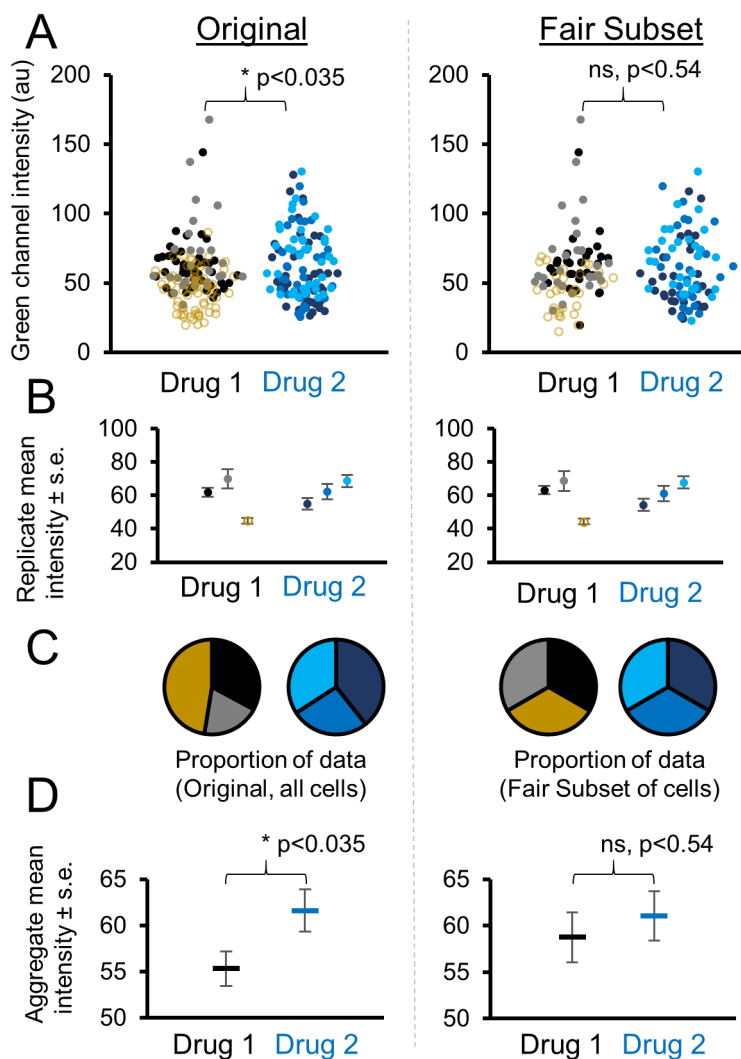 A
Original
Fair Subset
Green channel intensity (au)
200
150
100
50
0
* p<0.035
Drug 1
Drug 2
200
150
100
50
0
ns, p<0.54
Drug 1
Drug 2
B
Replicate mean
intensity ± s.e.
100
80
60
40
20
Drug 1
Drug 2
100
80
60
40
20
Drug 1
Drug 2
C
Proportion of data
(Original, all cells)
Proportion of data
(Fair Subset of cells)
D
Aggregate mean
intensity ± s.e.
65
60
55
50
* p<0.035
Drug 1
Drug 2
65
60
55
50
ns, p<0.54
Drug 1
Drug 2